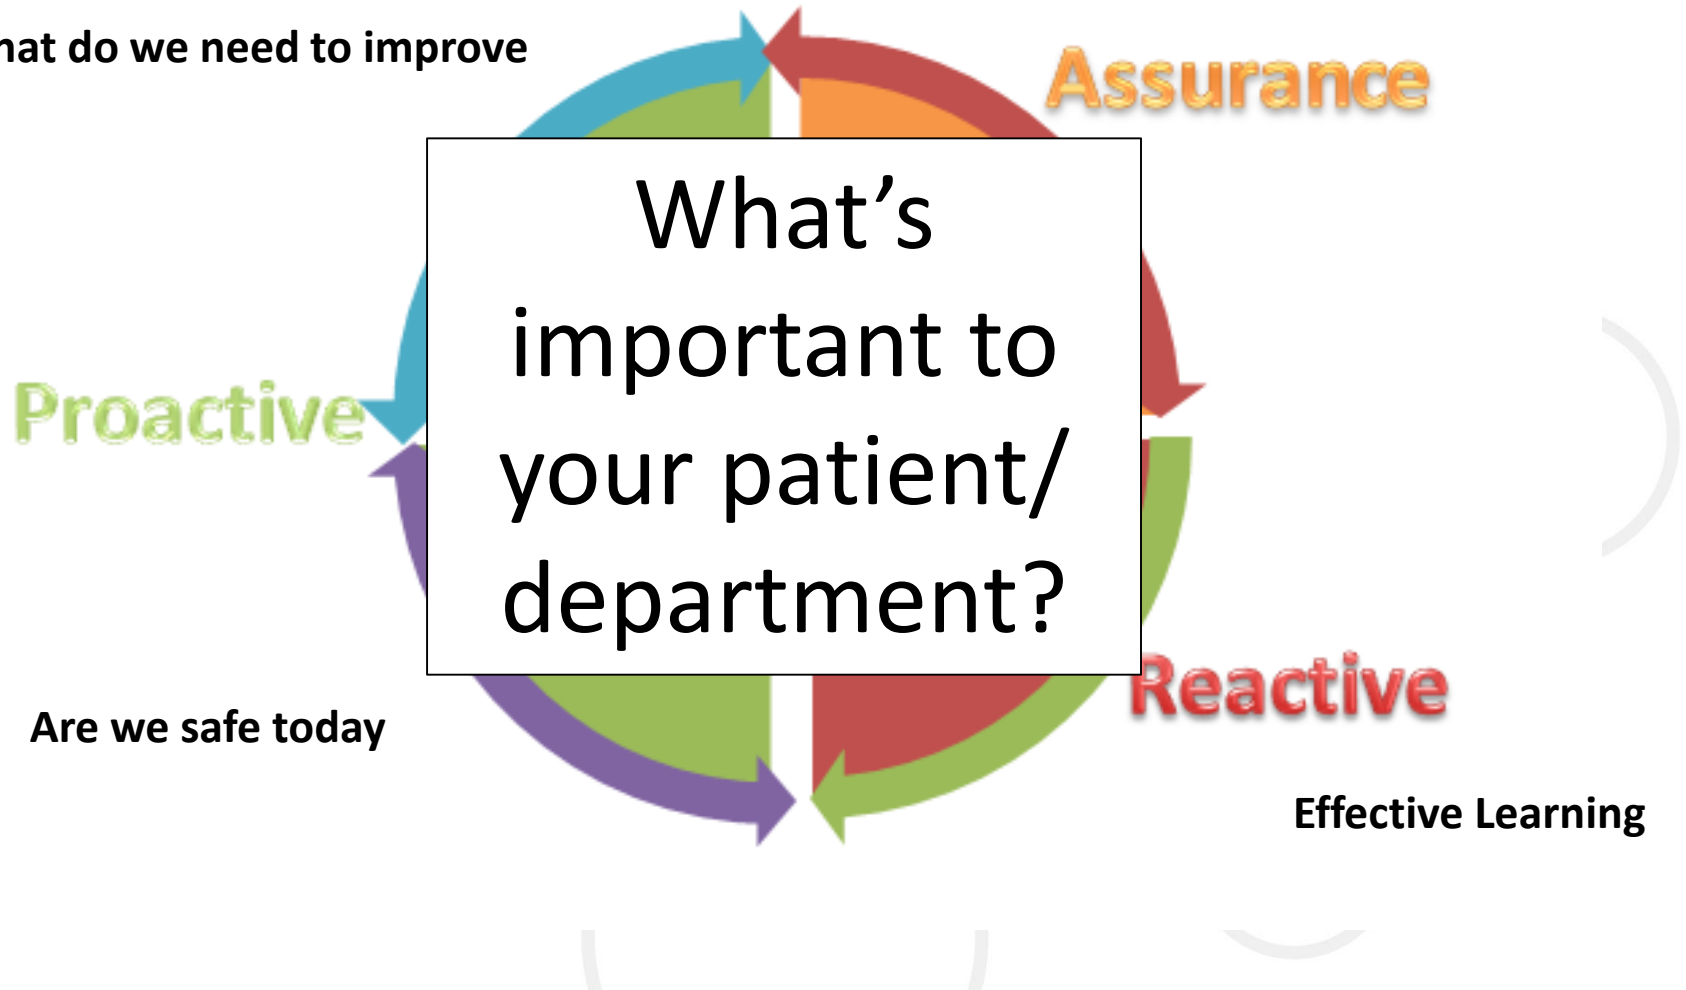 hat do we need to improve
Assurance
What’s
important to
your patient/
department?
Proactive
Reactive
Are we safe today
Effective Learning